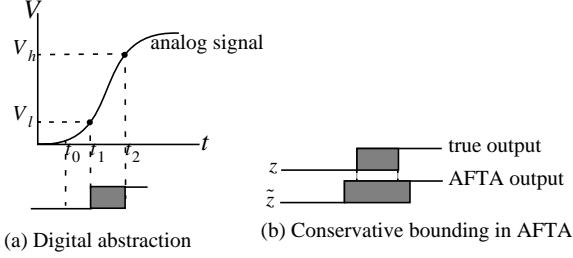 V
analog signal
V_h
V_l
t_0 t_1 t_2 t
(a) Digital abstraction
true output
z
AFTA output
z̃
(b) Conservative bounding in AFTA